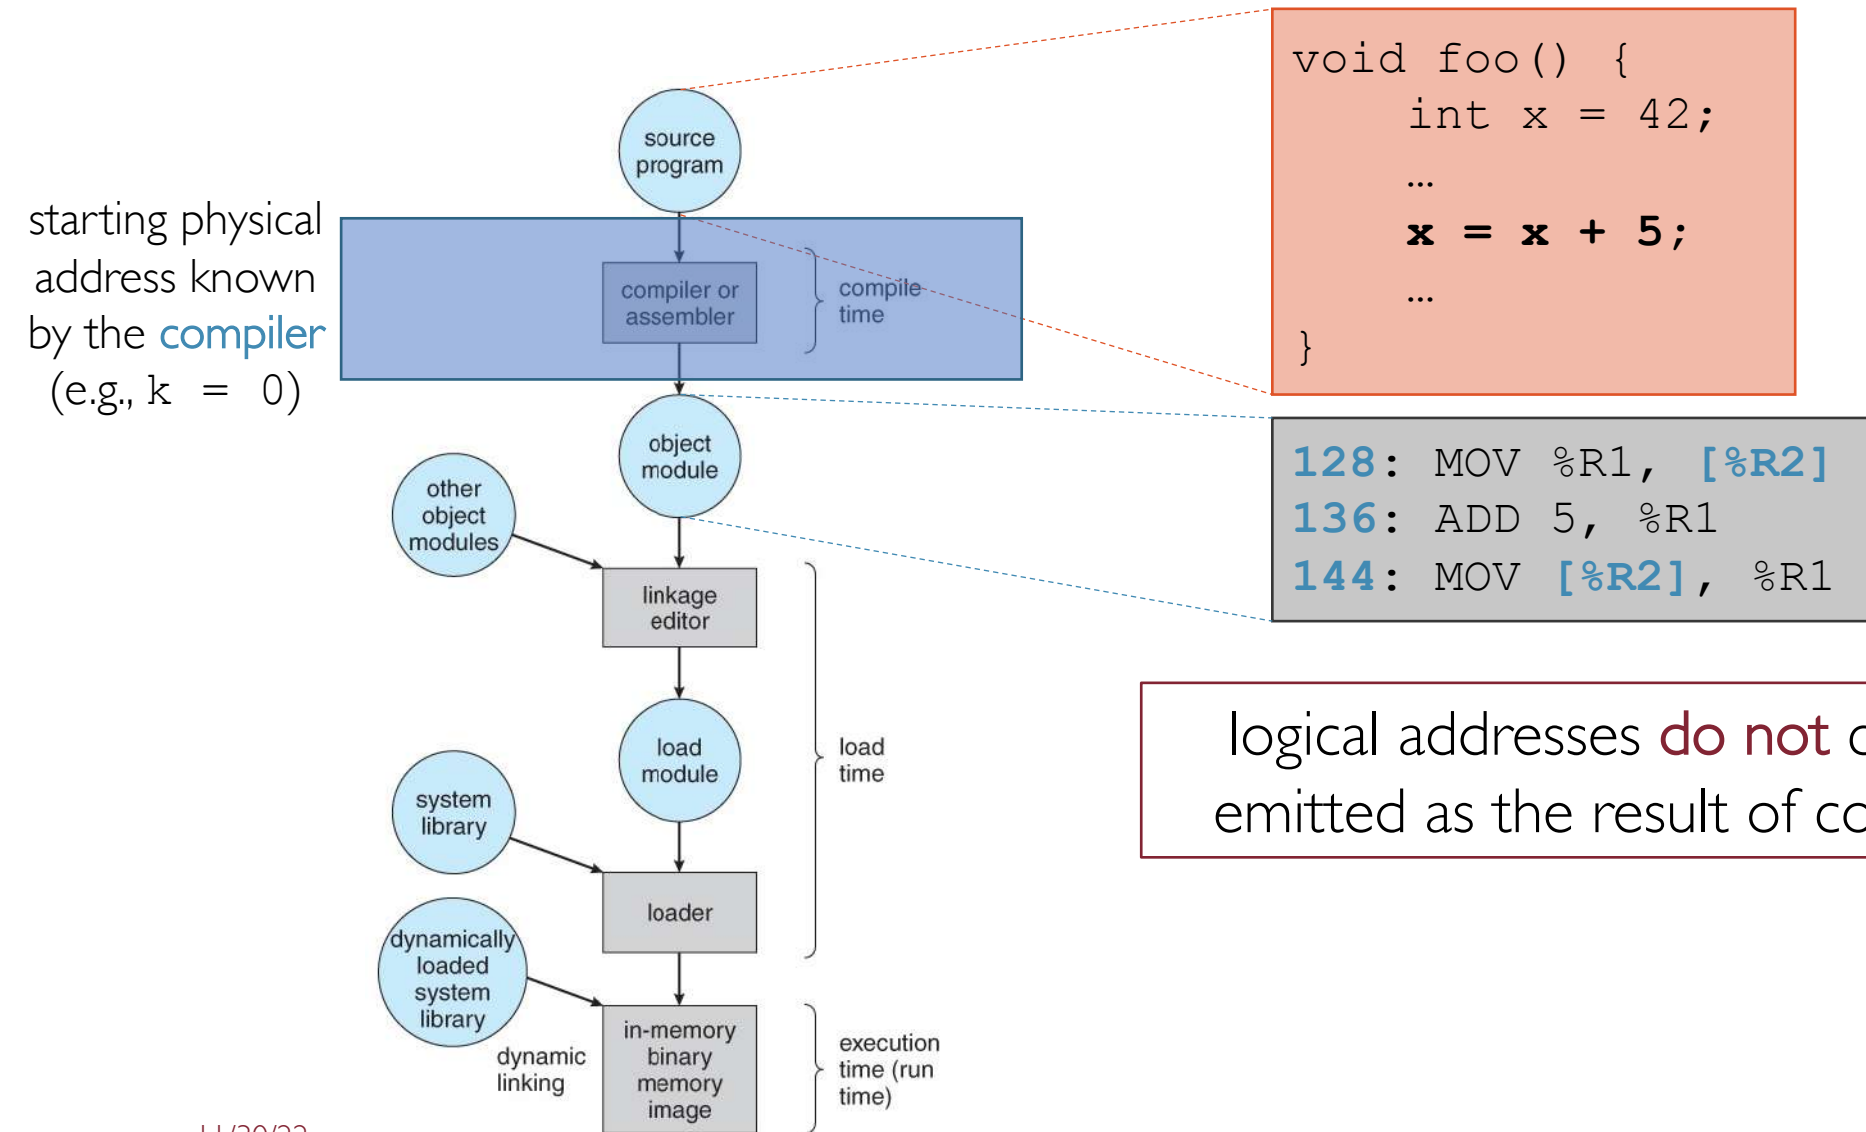 starting physical
address known
by the compiler
(e.g., k = 0)
source
program
compiler or
assembler
compile
time
object
module
other
object
modules
linkage
editor
load
module
load
time
system
library
loader
dynamically
loaded
system
library
dynamic
linking
in-memory
binary
memory
image
execution
time (run
time)
void foo() {
int x = 42;
…
x = x + 5;
…
}
128: MOV %R1, [%R2]
136: ADD 5, %R1
144: MOV [%R2], %R1
logical addresses do not
emitted as the result of